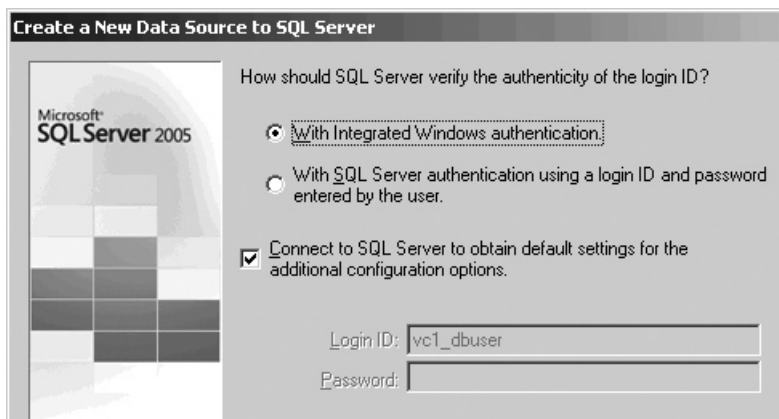 Create a New Data Source to SQL Server
How should SQL Server verify the authenticity of the login ID?
Microsoft®
SQL Server 2005
With Integrated Windows authentication.
With SQL Server authentication using a login ID and password
entered by the user.
Connect to SQL Server to obtain default settings for the
additional configuration options.
Login ID: vc1_dbuser
Password: